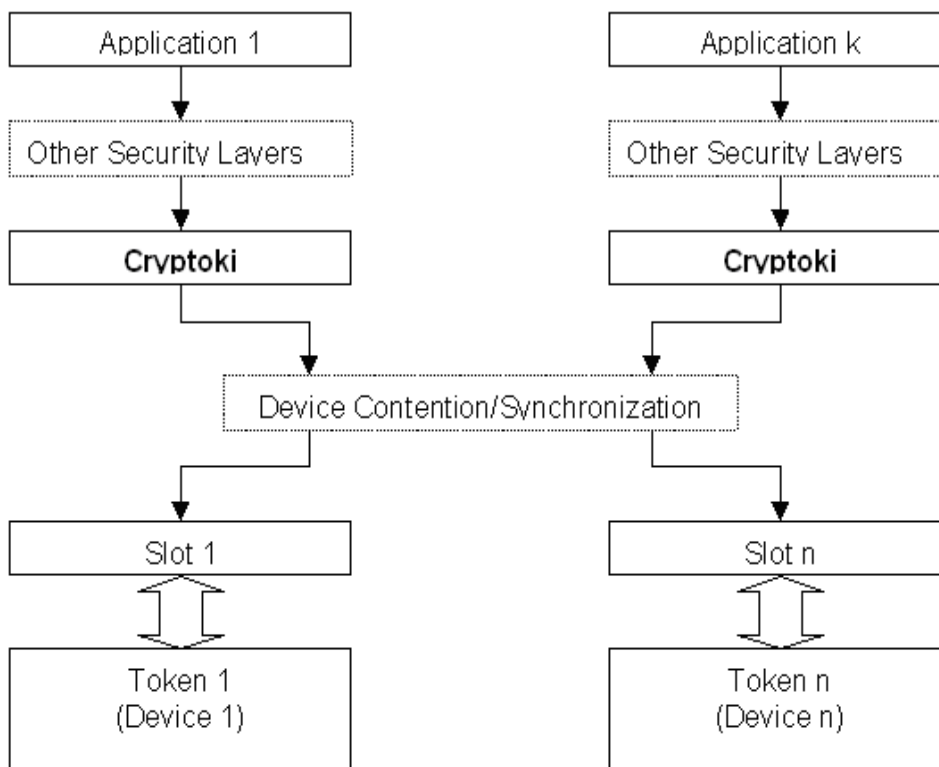 Application 1
Application k
Other Security Layers
Other Security Layers
Cryptoki
Cryptoki
Device Contention/Synchronization
Slot 1
Slot n
Token 1
(Device 1)
Token n
(Device n)